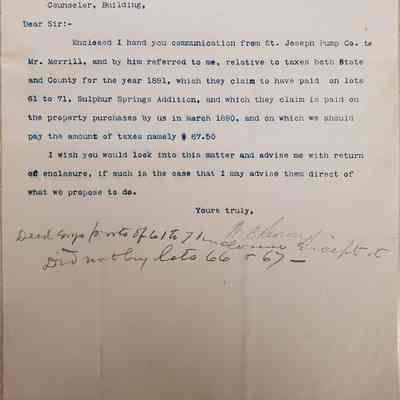 Counseler, Building,
Dear Sir:-
Enclosed I hand you communication from St. Joseph Pump Co. to
Mr. Merrill, and by him referred to me, relative to taxes both State
and County for the year 1891, which they claim to have paid on lots
61 to 71, Sulphur Springs Addition, and which they claim is paid on
the property purchases by us in March 1890, and on which we should
pay the amount of taxes namely $ 67.50
I wish you would look into this matter and advise me with return
of enclosure, if such is the case that I may advise them direct of
what we propose to do.
Yours truly,
Deed says lots of 61 to 71
Did not buy lots 66 & 67 —